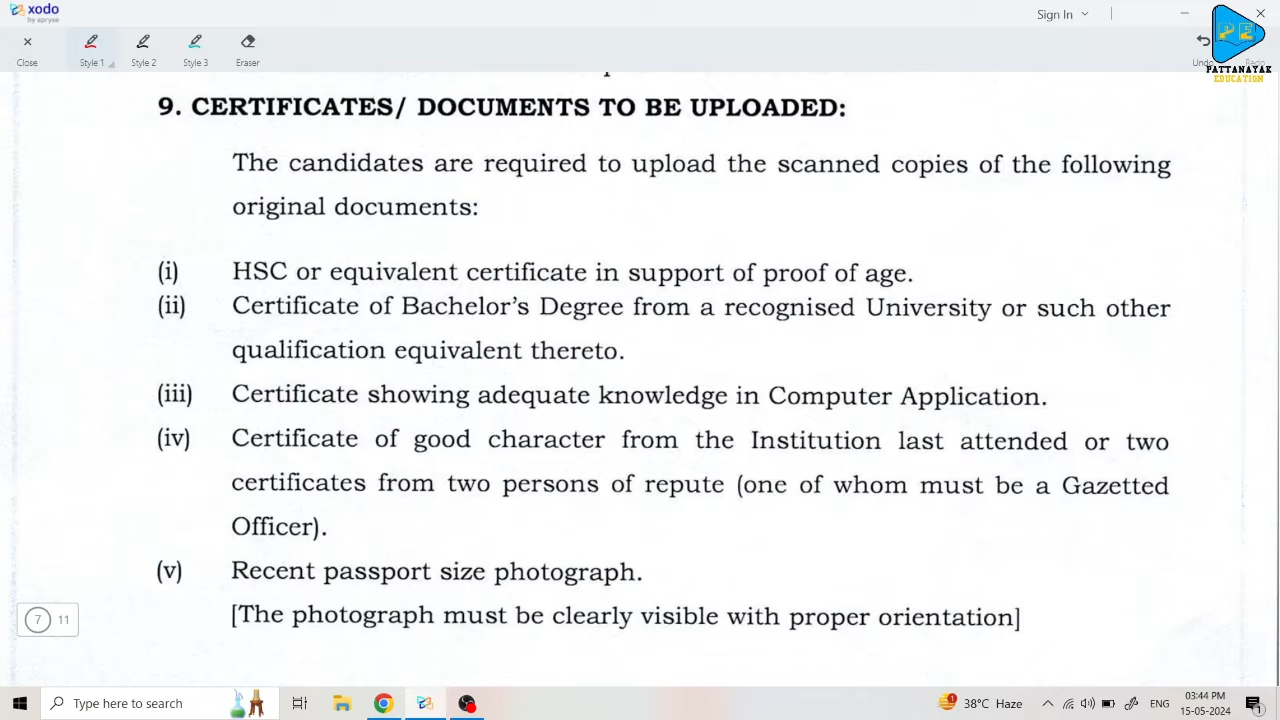 xodo
by apryse
Sign In
Close
Style 1
Style 2
Style 3
Eraser
Undo
Redo
PE
PATTANAYAK
EDUCATION
9. CERTIFICATES/ DOCUMENTS TO BE UPLOADED:
The candidates are required to upload the scanned copies of the following
original documents:
(i) HSC or equivalent certificate in support of proof of age.
(ii) Certificate of Bachelor’s Degree from a recognised University or such other
qualification equivalent thereto.
(iii) Certificate showing adequate knowledge in Computer Application.
(iv) Certificate of good character from the Institution last attended or two
certificates from two persons of repute (one of whom must be a Gazetted
Officer).
(v) Recent passport size photograph.
[The photograph must be clearly visible with proper orientation]
7 11
Type here to search
1
38°C Haze
ENG
03:44 PM
15-05-2024
1